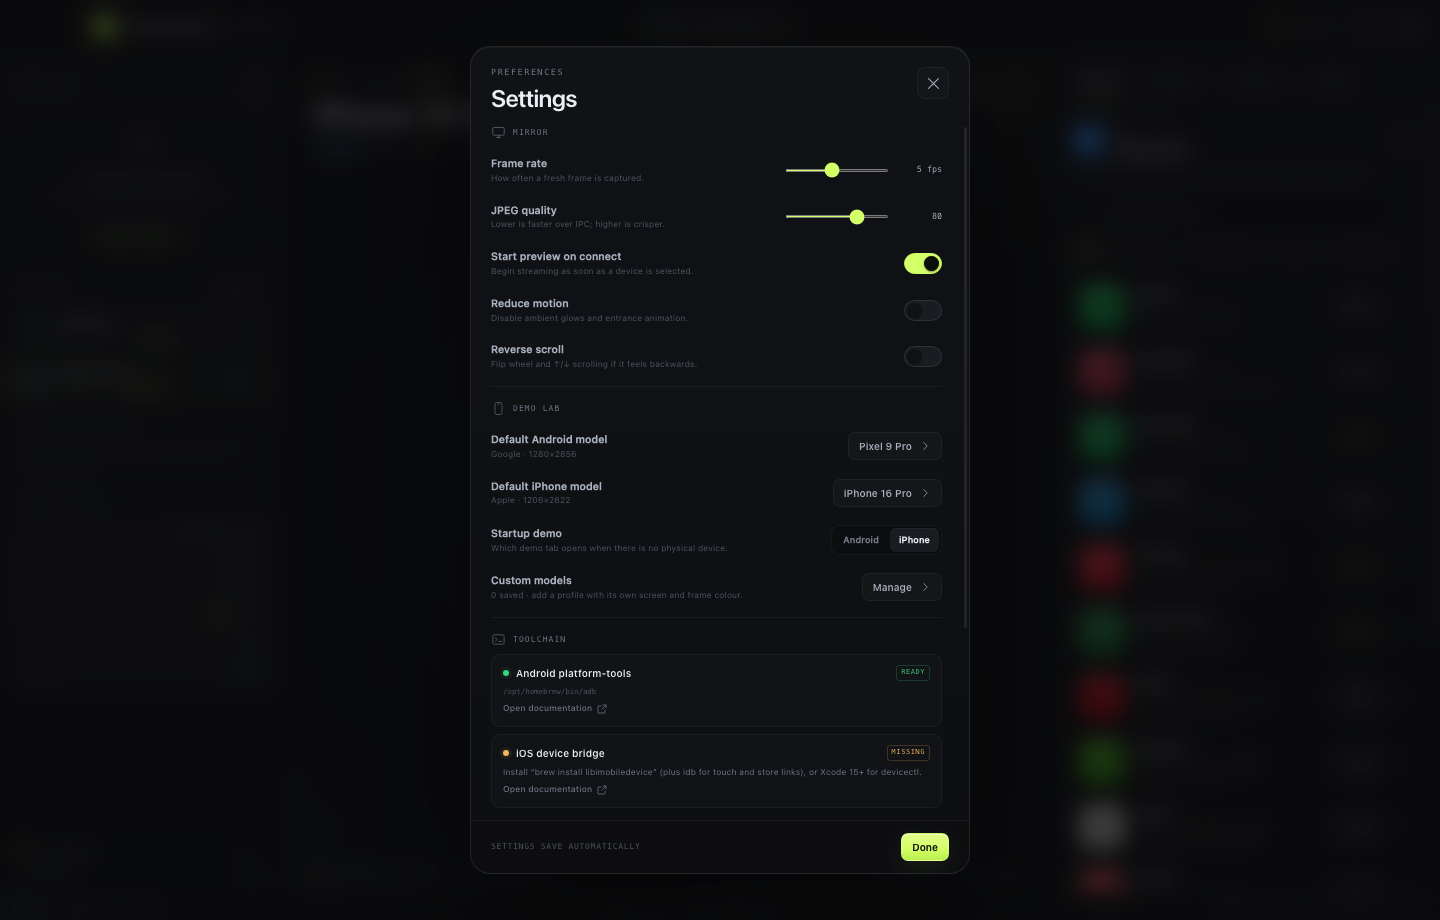 PREFERENCES
Settings
MIRROR
Frame rate
How often a fresh frame is captured.
5 fps
JPEG quality
Lower is faster over IPC; higher is crisper.
80
Start preview on connect
Begin streaming as soon as a device is selected.
Reduce motion
Disable ambient glows and entrance animation.
Reverse scroll
Flip wheel and ↑/↓ scrolling if it feels backwards.
DEMO LAB
Default Android model
Google · 1280×2856
Pixel 9 Pro
Default iPhone model
Apple · 1206×2622
iPhone 16 Pro
Startup demo
Which demo tab opens when there is no physical device.
Android iPhone
Custom models
0 saved · add a profile with its own screen and frame colour.
Manage
TOOLCHAIN
Android platform-tools
READY
/opt/homebrew/bin/adb
Open documentation
iOS device bridge
MISSING
Install "brew install libimobiledevice" (plus idb for touch and store links), or Xcode 15+ for devicectl.
Open documentation
SETTINGS SAVE AUTOMATICALLY
Done